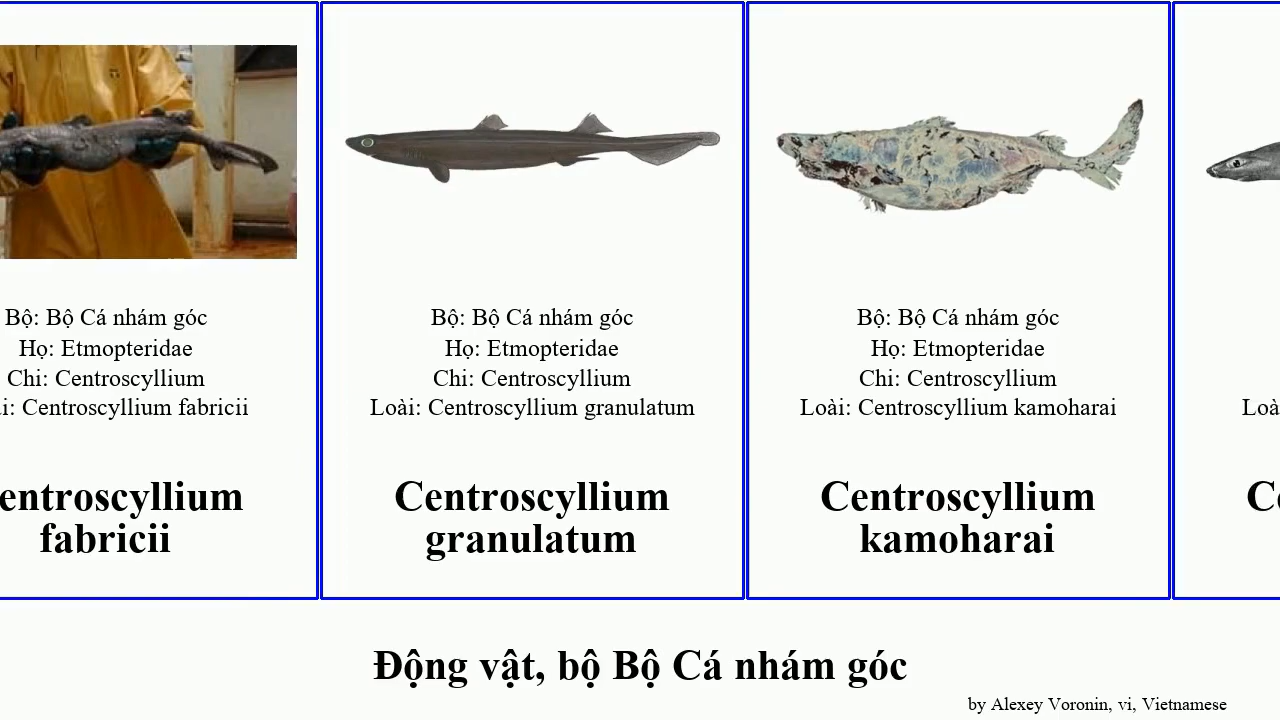 Bộ: Bộ Cá nhám góc
Họ: Etmopteridae
Chi: Centroscyllium
Centroscyllium fabricii
fabricii
Bộ: Bộ Cá nhám góc
Họ: Etmopteridae
Chi: Centroscyllium
Loài: Centroscyllium granulatum
Centroscyllium
granulatum
Bộ: Bộ Cá nhám góc
Họ: Etmopteridae
Chi: Centroscyllium
Loài: Centroscyllium kamoharai
Centroscyllium
kamoharai
Động vật, bộ Bộ Cá nhám góc
by Alexey Voronin, vi, Vietnamese